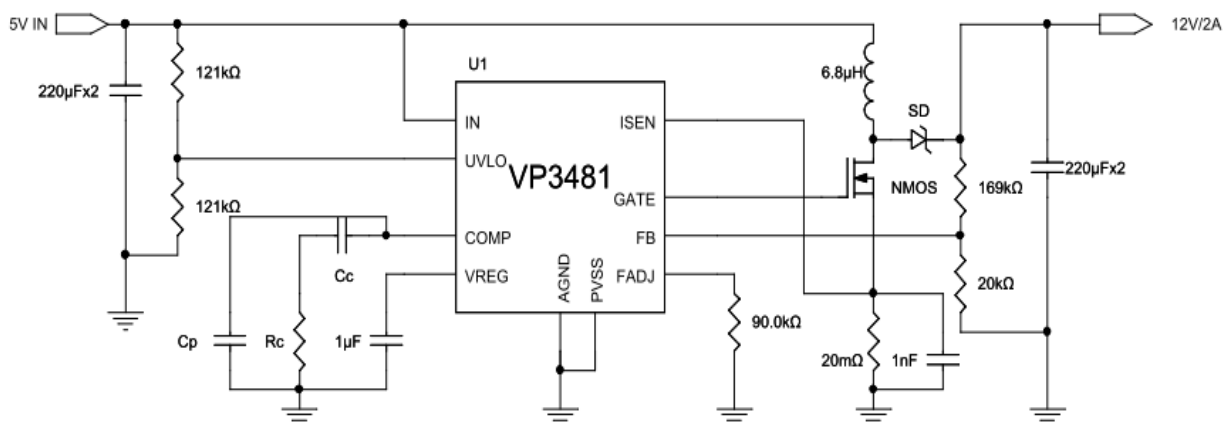 5V IN
12V/2A
121kΩ
U1
6.8µH
220µFx2
SD
IN
ISEN
UVLO
VP3481
220µFx2
169kΩ
NMOS
GATE
121kΩ
COMP
FB
Cc
VREG
AGND
PVSS
FADJ
20kΩ
90.0kΩ
Cp
Rc
1µF
20mΩ
1nF